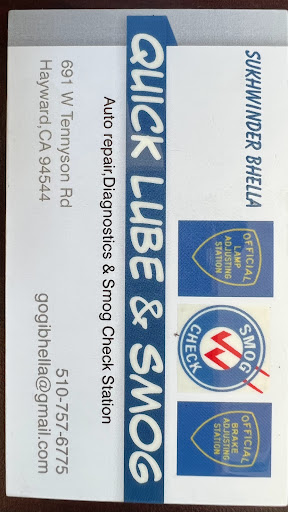 SUKHWINDER BHELLA
OFFICIAL
LAMP
ADJUSTING
STATION
SMOG
CHECK
OFFICIAL
BRAKE
ADJUSTING
STATION
QUICK LUBE & SMOG
Auto repair,Diagnostics & Smog Check Station
691 W Tennyson Rd
Hayward,CA 94544
510-757-6775
gogibhella@gmail.com